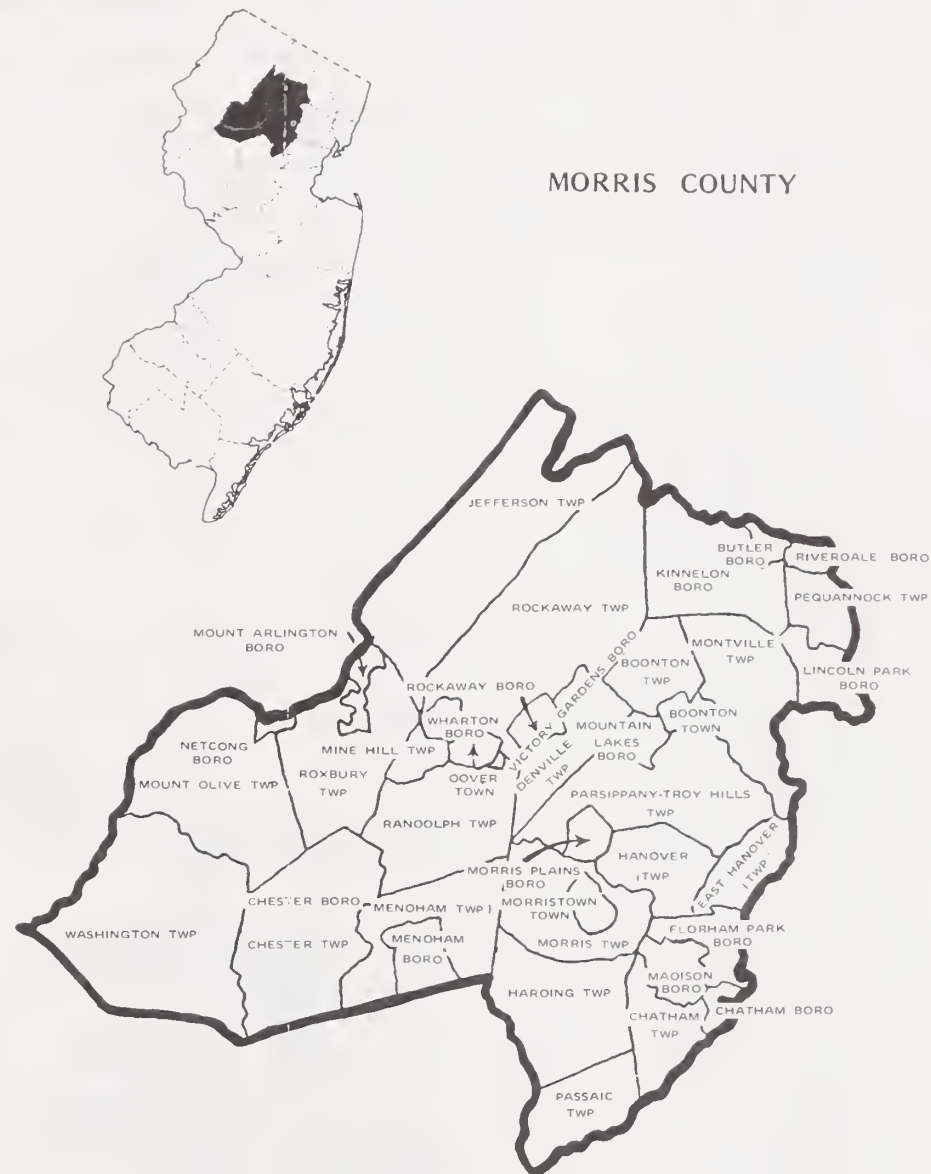 MORRIS COUNTY
JEFFERSON TWP
BUTLER
BORO
RIVERDALE BORO
KINNELON
BORO
PEQUANNOCK TWP
ROCKAWAY TWP
MOUNT ARLINGTON
BORO
MONTVILLE
TWP
BOONTON
TWP
LINCOLN PARK
BORO
ROCKAWAY BORO
VICTORY GARDENS BORO
WHARTON
BORO
MOUNTAIN
LAKES
BORO
BOONTON
TOWN
NETCONG
BORO
MINE HILL TWP
DENVILLE
TWP
MOUNT OLIVE TWP
ROXBURY
TWP
OOVER
TOWN
PARSIPPANY-TROY HILLS
TWP
RANOOLPH TWP
HANOVER
TWP
EAST HANOVER
TWP
MORRIS PLAINS
BORO
CHESTER BORO
MENOHAM TWP
MORRISTOWN
TOWN
FLORHAM PARK
BORO
WASHINGTON TWP
CHESTER TWP
MENOHAM
BORO
MORRIS TWP
MAOISON
BORO
HAROING TWP
CHATHAM
TWP
CHATHAM BORO
PASSAIC
TWP